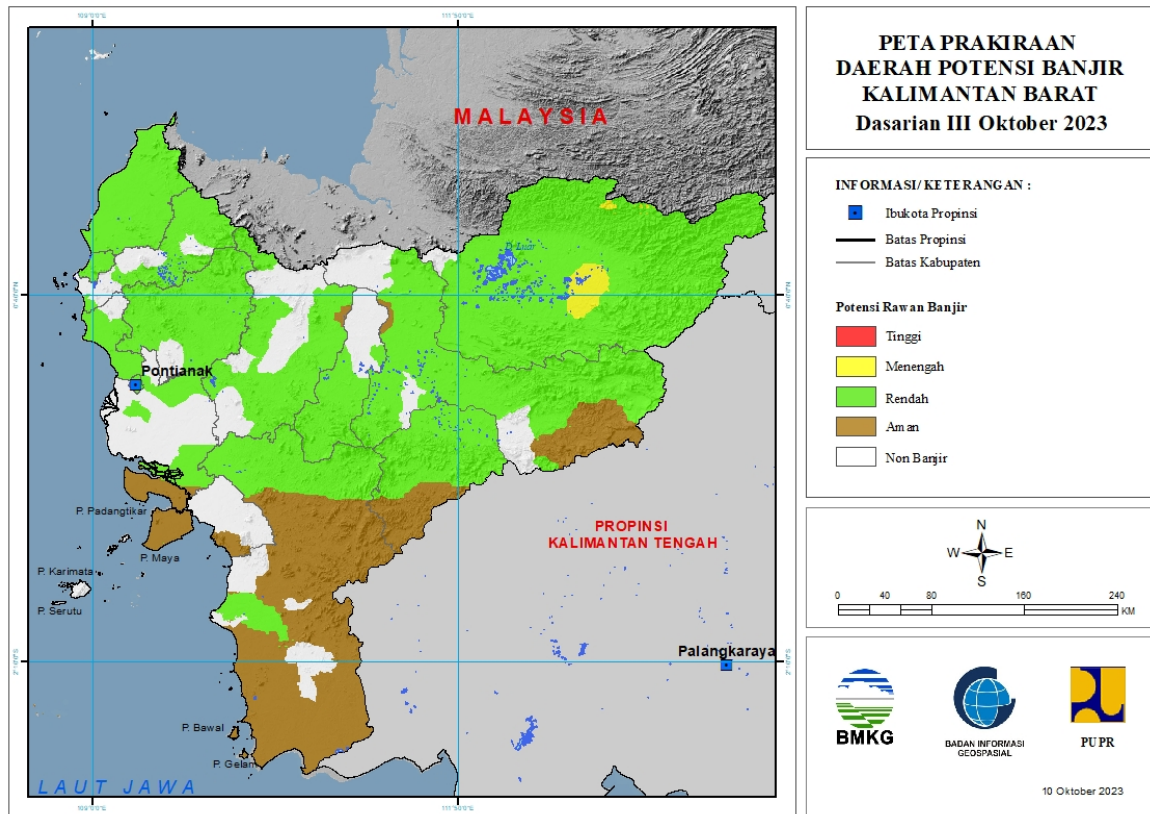 PETA PRAKIRAAN
DAERAH POTENSI BANJIR
KALIMANTAN BARAT
Dasarian III Oktober 2023
INFORMASI/ KETERANGAN :
Ibukota Propinsi
Batas Propinsi
Batas Kabupaten
Potensi Rawan Banjir
Tinggi
Menengah
Rendah
Aman
Non Banjir
N
W E
S
0 40 80 160 240
KM
BMKG
BADAN INFORMASI
GEOSPASIAL
PUPR
10 Oktober 2023
MALAYSIA
Pontianak
P. Padangtikar
P. Maya
P. Karimata
P. Serutu
PROPINSI
KALIMANTAN TENGAH
Palangkaraya
P. Bawal
P. Gelam
LAUT JAWA